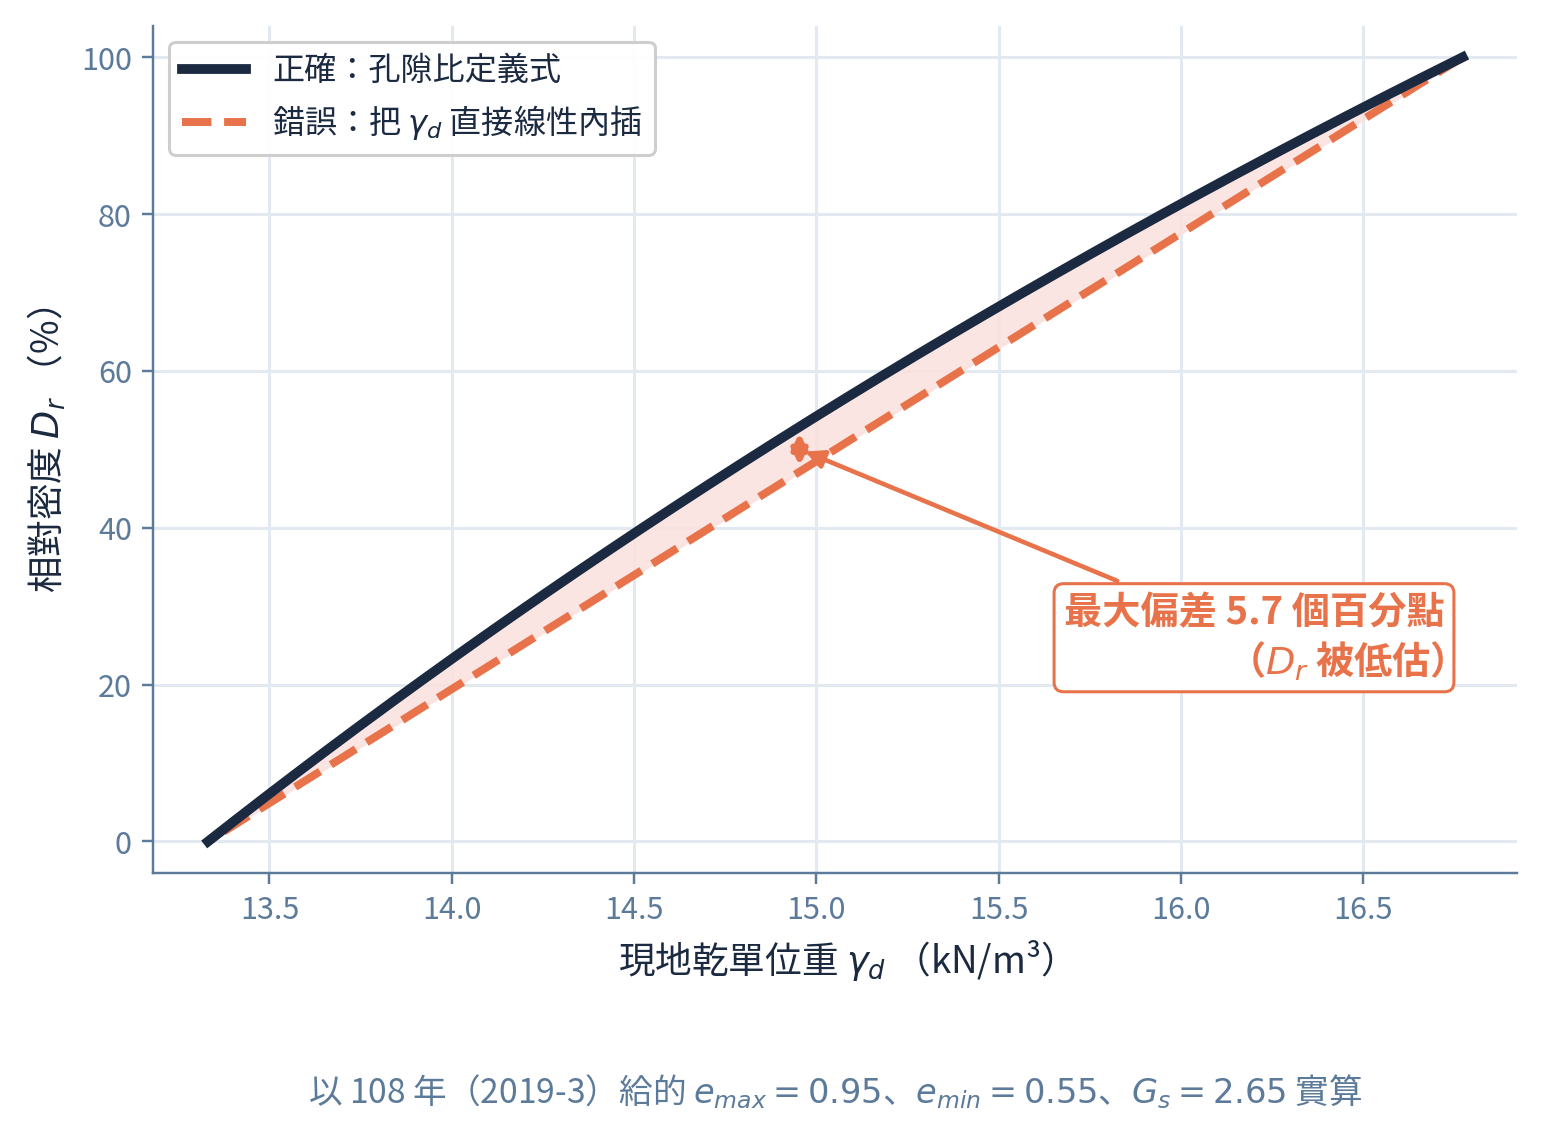 正確：孔隙比定義式
錯誤：把 γd 直接線性內插
100
80
60
40
20
0
相對密度 Dr （%）
最大偏差 5.7 個百分點
（Dr 被低估）
13.5 14.0 14.5 15.0 15.5 16.0 16.5
現地乾單位重 γd （kN/m³）
以 108 年（2019-3）給的 emax = 0.95、emin = 0.55、Gs = 2.65 實算